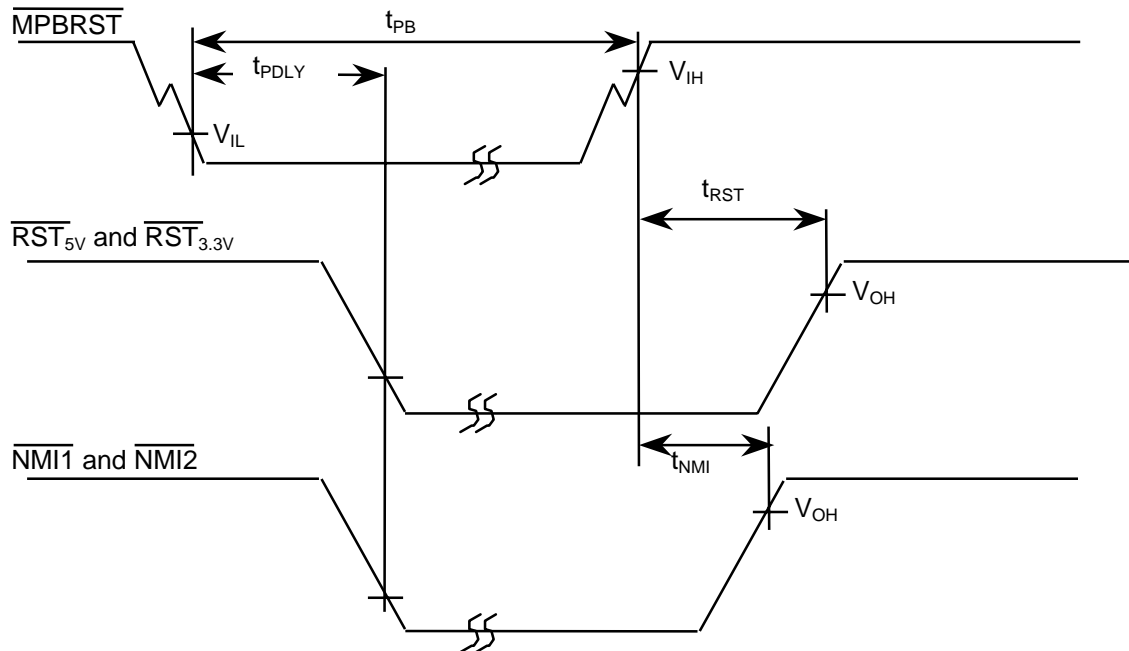 MPBRST
tPB
tPDLY
VIH
VIL
tRST
RST5V and RST3.3V
VOH
NMI1 and NMI2
tNMI
VOH